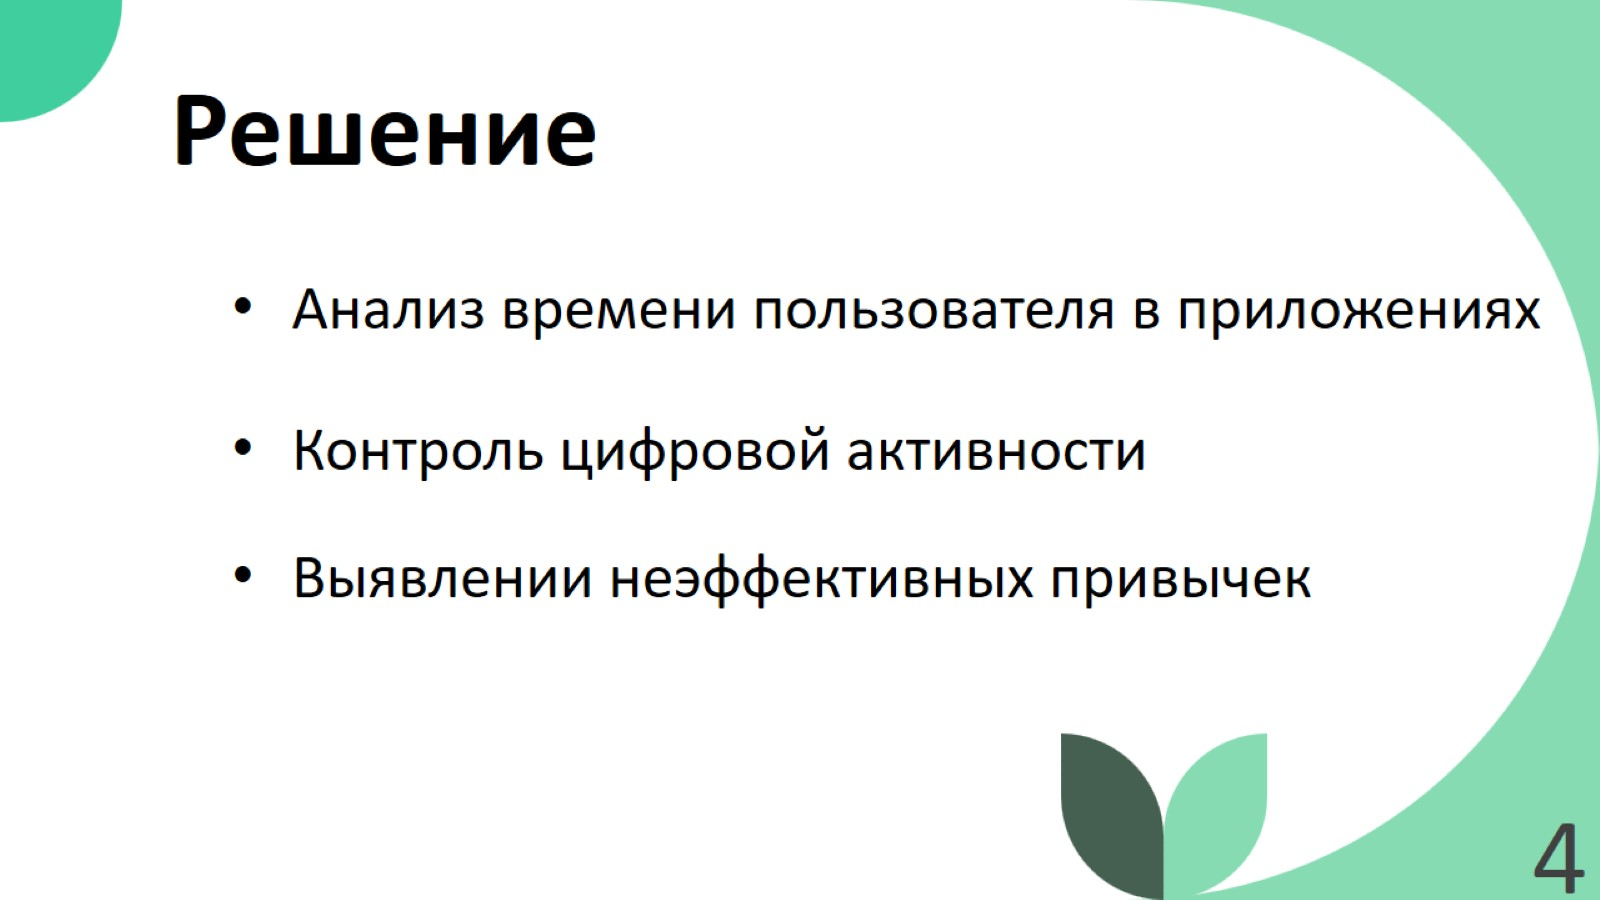 Решение
• Анализ времени пользователя в приложениях
• Контроль цифровой активности
• Выявлении неэффективных привычек
4